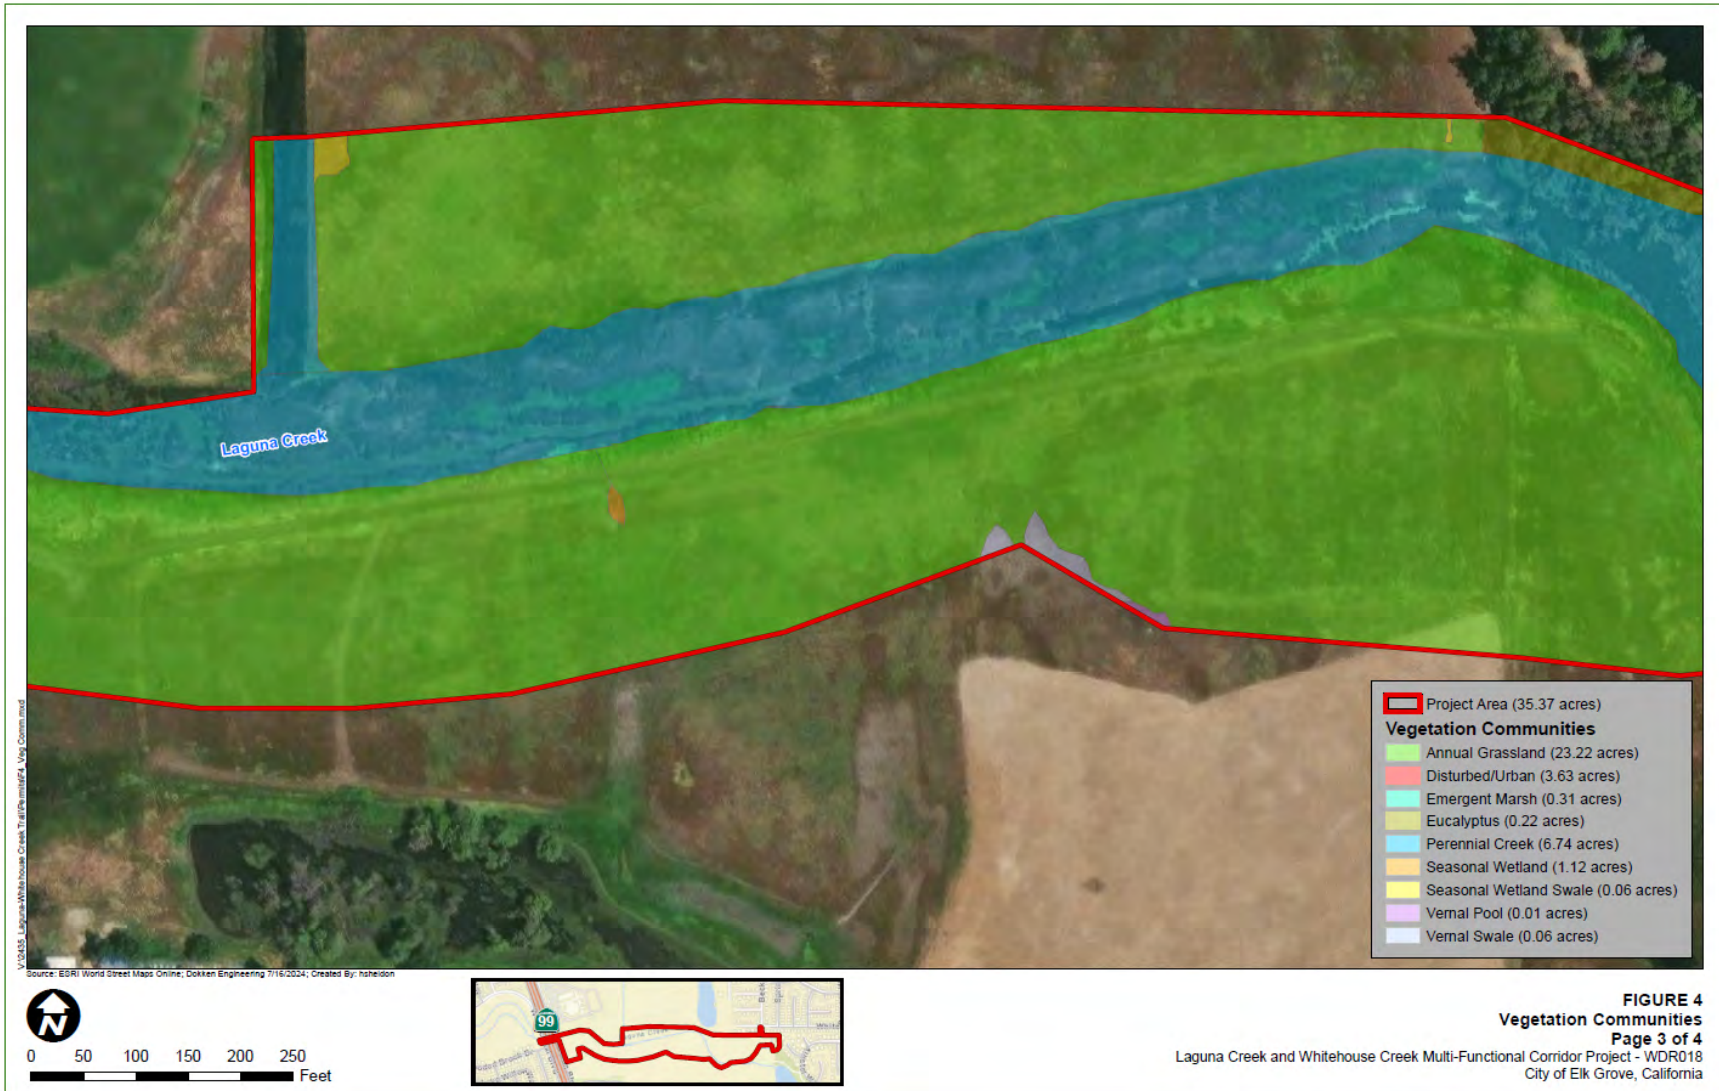 Laguna Creek
Project Area (35.37 acres)
Vegetation Communities
Annual Grassland (23.22 acres)
Disturbed/Urban (3.63 acres)
Emergent Marsh (0.31 acres)
Eucalyptus (0.22 acres)
Perennial Creek (6.74 acres)
Seasonal Wetland (1.12 acres)
Seasonal Wetland Swale (0.06 acres)
Vernal Pool (0.01 acres)
Vernal Swale (0.06 acres)
Source: ESRI World Street Maps Online; Dokken Engineering 7/16/2024; Created By: hsheldon
N
0 50 100 150 200 250
Feet
99
Laguna Creek
FIGURE 4
Vegetation Communities
Page 3 of 4
Laguna Creek and Whitehouse Creek Multi-Functional Corridor Project - WDR018
City of Elk Grove, California